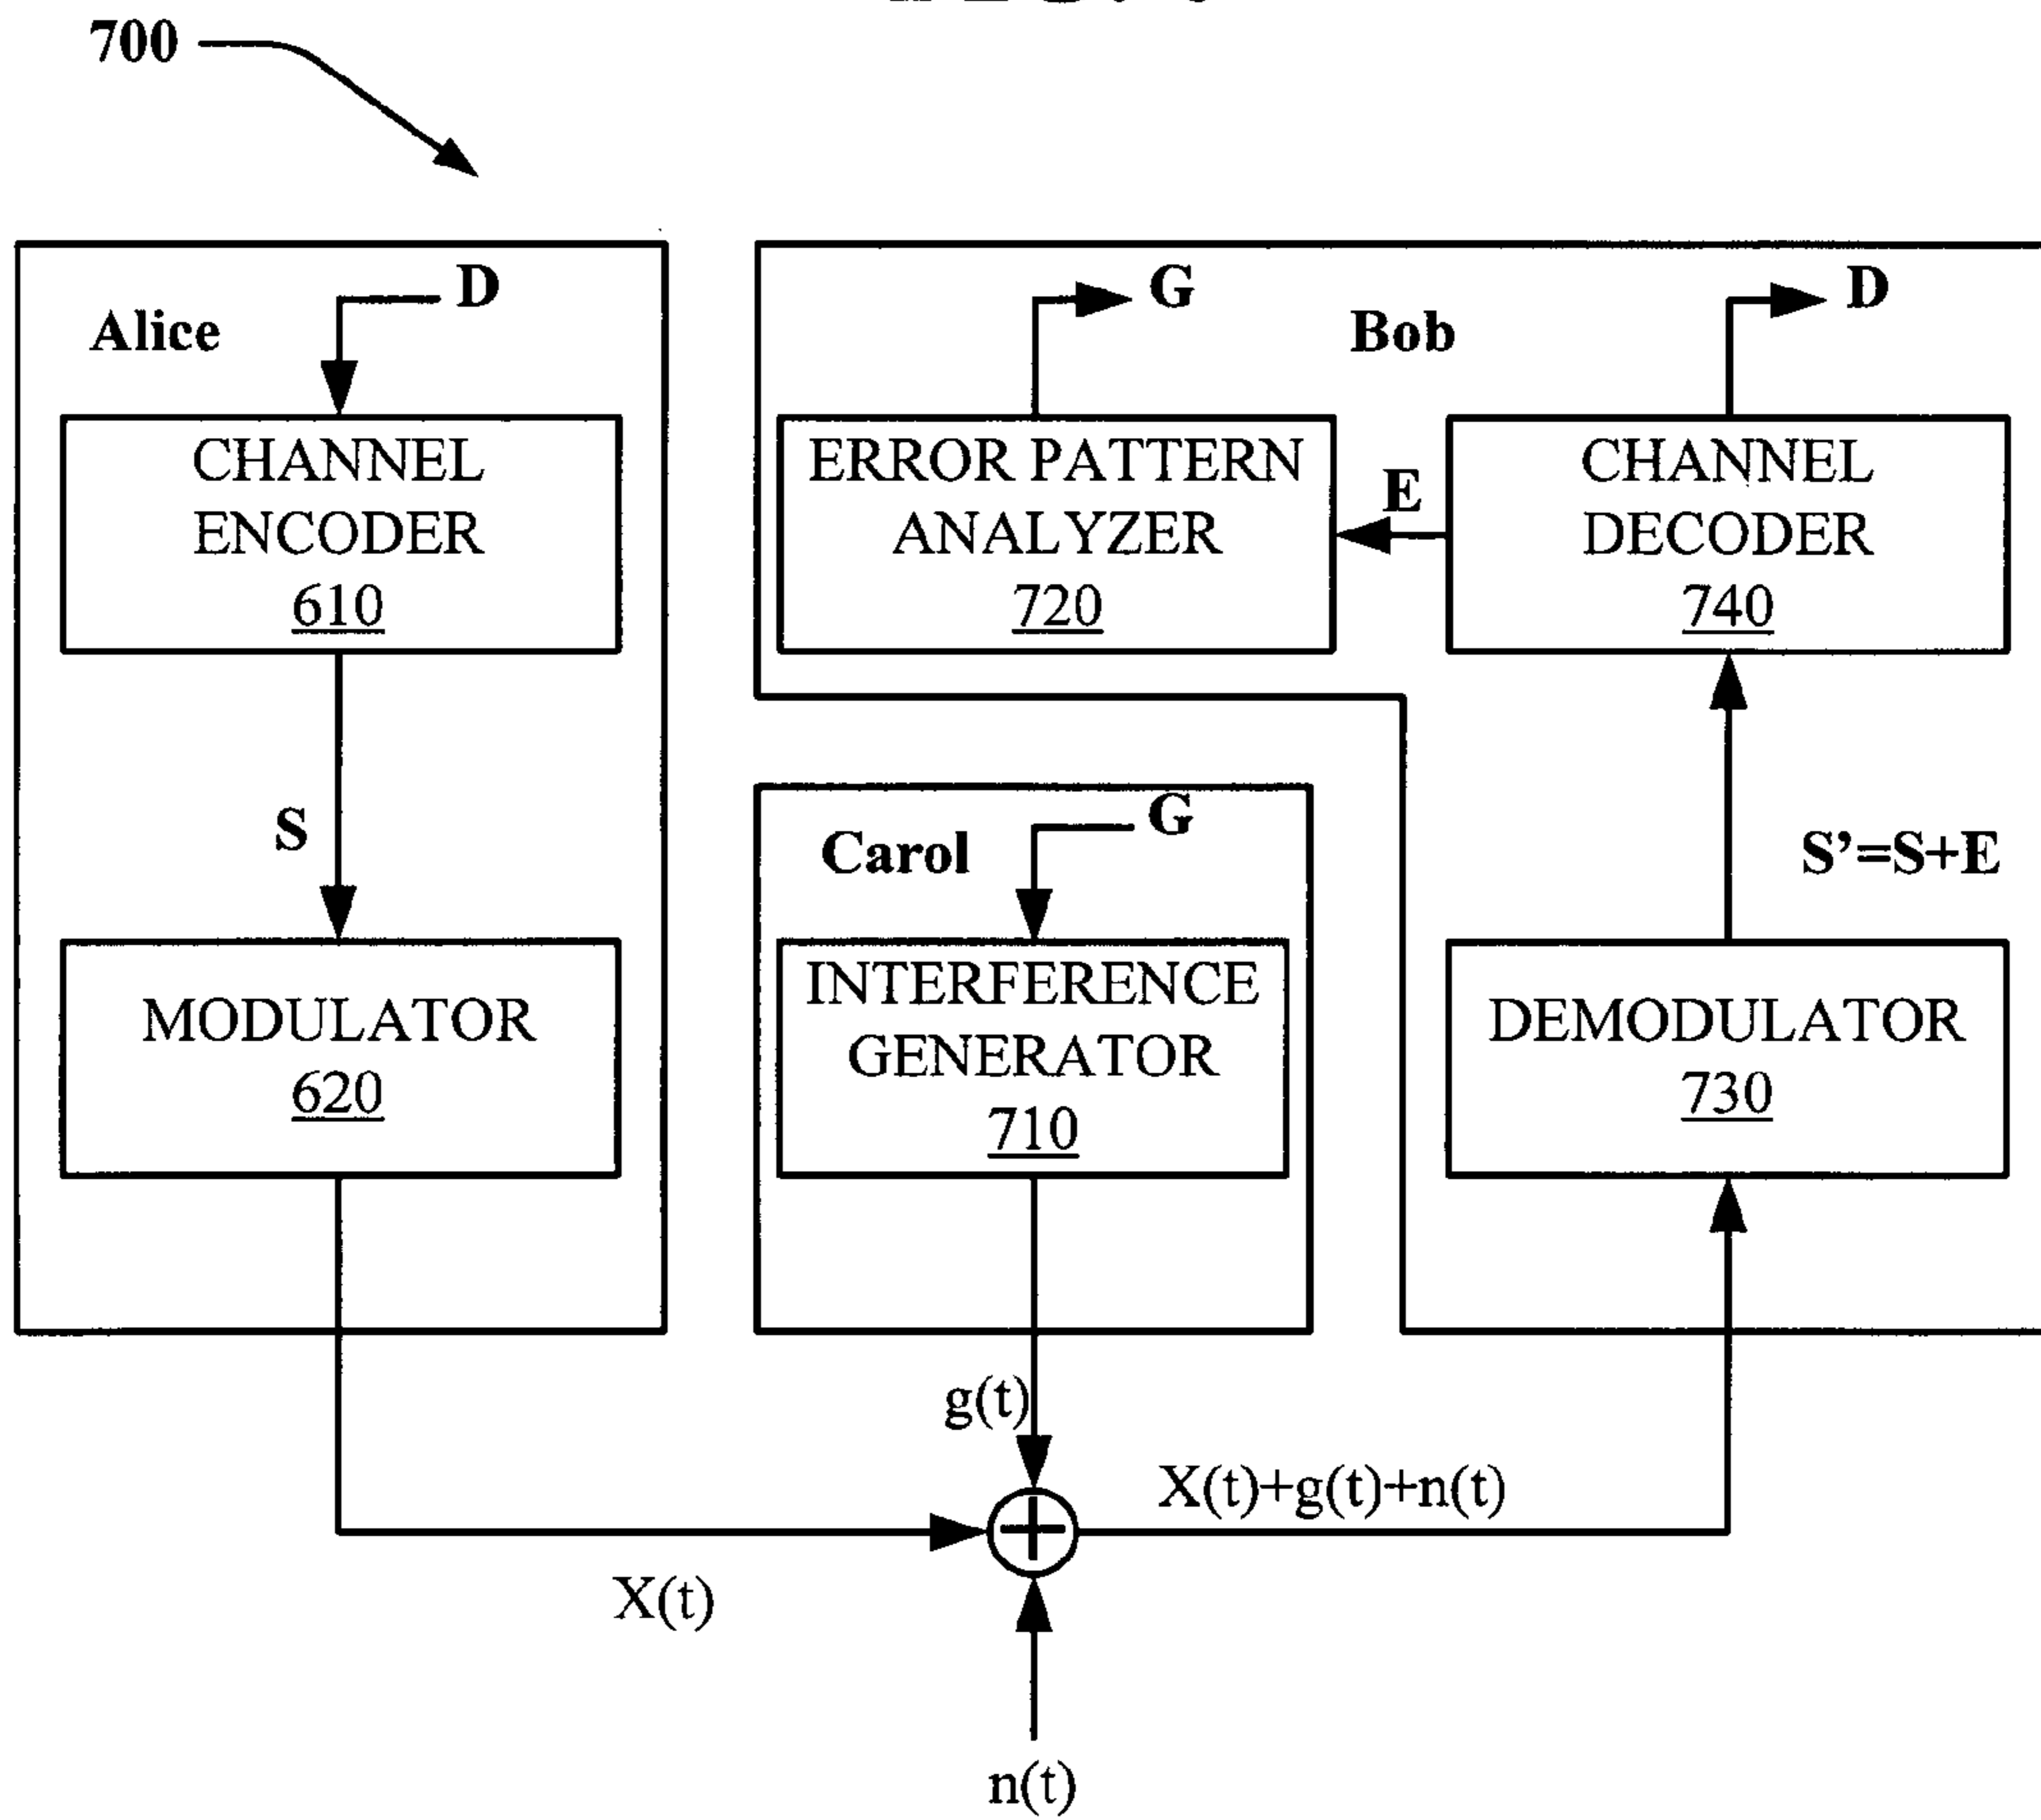 700
Alice
D
CHANNEL
ENCODER
610
S
MODULATOR
620
X(t)
G
Bob
D
ERROR PATTERN
ANALYZER
720
E
CHANNEL
DECODER
740
Carol
G
INTERFERENCE
GENERATOR
710
g(t)
S'=S+E
DEMODULATOR
730
X(t)+g(t)+n(t)
n(t)